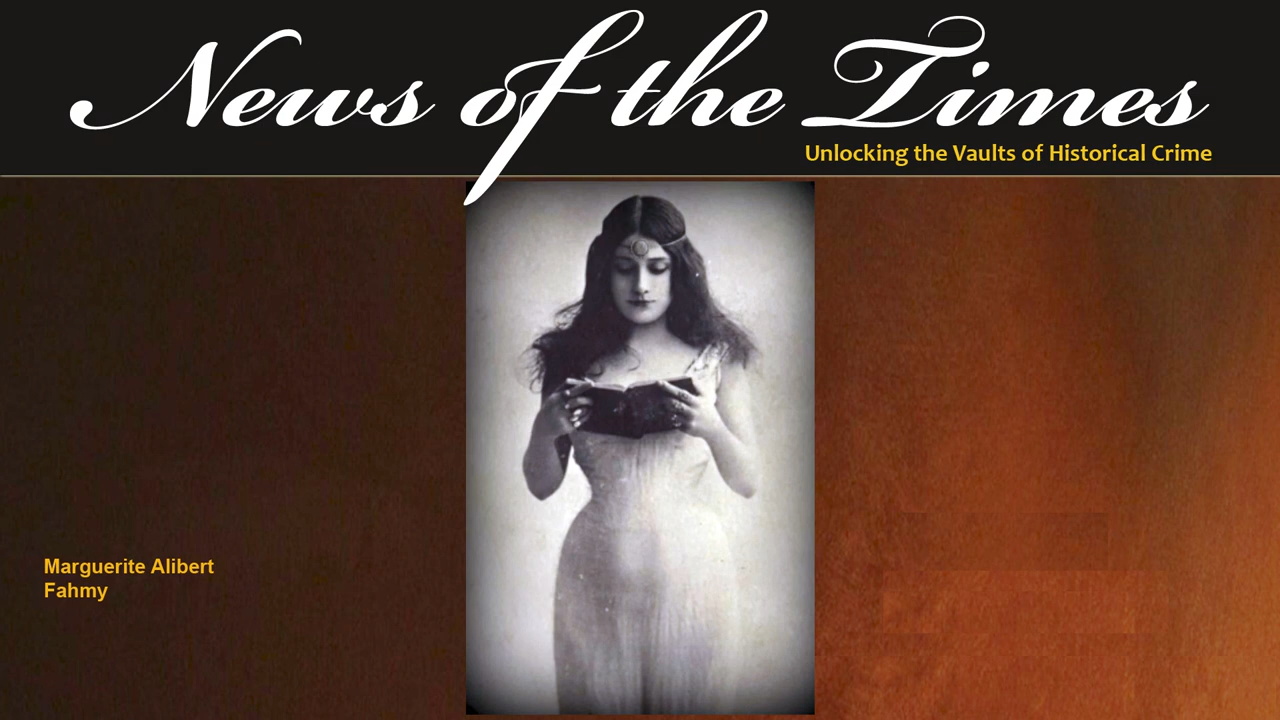 News of the Times
Unlocking the Vaults of Historical Crime
Marguerite Alibert
Fahmy